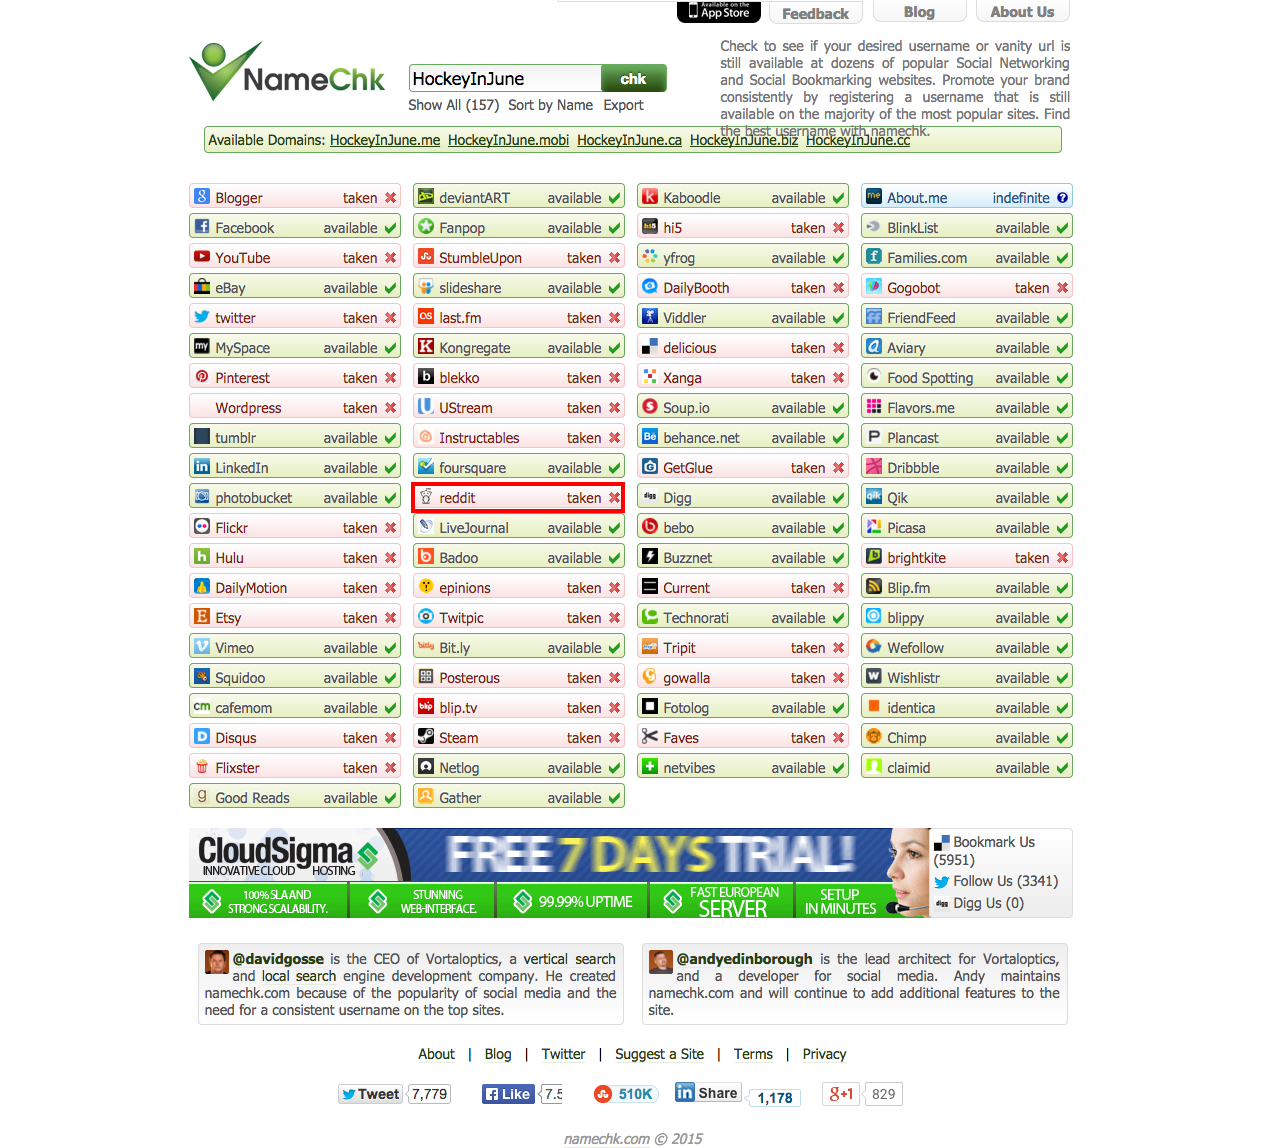 Available on the
App Store
Feedback
Blog
About Us
NameChk
HockeyInJune
chk
Show All (157) Sort by Name Export
Check to see if your desired username or vanity url is
still available at dozens of popular Social Networking
and Social Bookmarking websites. Promote your brand
consistently by registering a username that is still
available on the majority of the most popular sites. Find
the best username with namechk.
Available Domains: HockeyInJune.me HockeyInJune.mobi HockeyInJune.ca HockeyInJune.biz HockeyInJune.cc
Blogger taken
Facebook available
YouTube taken
eBay available
twitter taken
MySpace available
Pinterest taken
Wordpress taken
tumblr available
LinkedIn available
photobucket available
Flickr taken
Hulu taken
DailyMotion taken
Etsy taken
Vimeo available
Squidoo available
cafemom available
Disqus taken
Flixster taken
Good Reads available
deviantART available
Fanpop available
StumbleUpon taken
slideshare available
last.fm taken
Kongregate available
blekko taken
UStream taken
Instructables taken
foursquare available
reddit taken
LiveJournal available
Badoo available
epinions taken
Twitpic taken
Bit.ly available
Posterous taken
blip.tv taken
Steam taken
Netlog available
Gather available
Kaboodle available
hi5 taken
yfrog available
DailyBooth taken
Viddler available
delicious taken
Xanga taken
Soup.io available
behance.net available
GetGlue taken
Digg available
bebo available
Buzznet available
Current taken
Technorati available
Tripit taken
gowalla taken
Fotolog available
Faves taken
netvibes available
About.me indefinite
BlinkList available
Families.com available
Gogobot taken
FriendFeed available
Aviary available
Food Spotting available
Flavors.me available
Plancast available
Dribbble available
Qik available
Picasa available
brightkite taken
Blip.fm available
blippy available
Wefollow available
Wishlistr available
identica available
Chimp available
claimid available
CloudSigma
INNOVATIVE CLOUD HOSTING
FREE 7 DAYS TRIAL!
100% SLA AND
STRONG SCALABILITY.
STUNNING
WEB-INTERFACE.
99.99% UPTIME
FAST EUROPEAN
SERVER
SETUP
IN MINUTES
Bookmark Us
(5951)
Follow Us (3341)
Digg Us (0)
@davidgosse is the CEO of Vortaloptics, a vertical search
and local search engine development company. He created
namechk.com because of the popularity of social media and the
need for a consistent username on the top sites.
@andyedinborough is the lead architect for Vortaloptics,
and a developer for social media. Andy maintains
namechk.com and will continue to add additional features to the
site.
About | Blog | Twitter | Suggest a Site | Terms | Privacy
Tweet 7,779
Like 7.5
510K
Share 1,178
+1 829
namechk.com © 2015